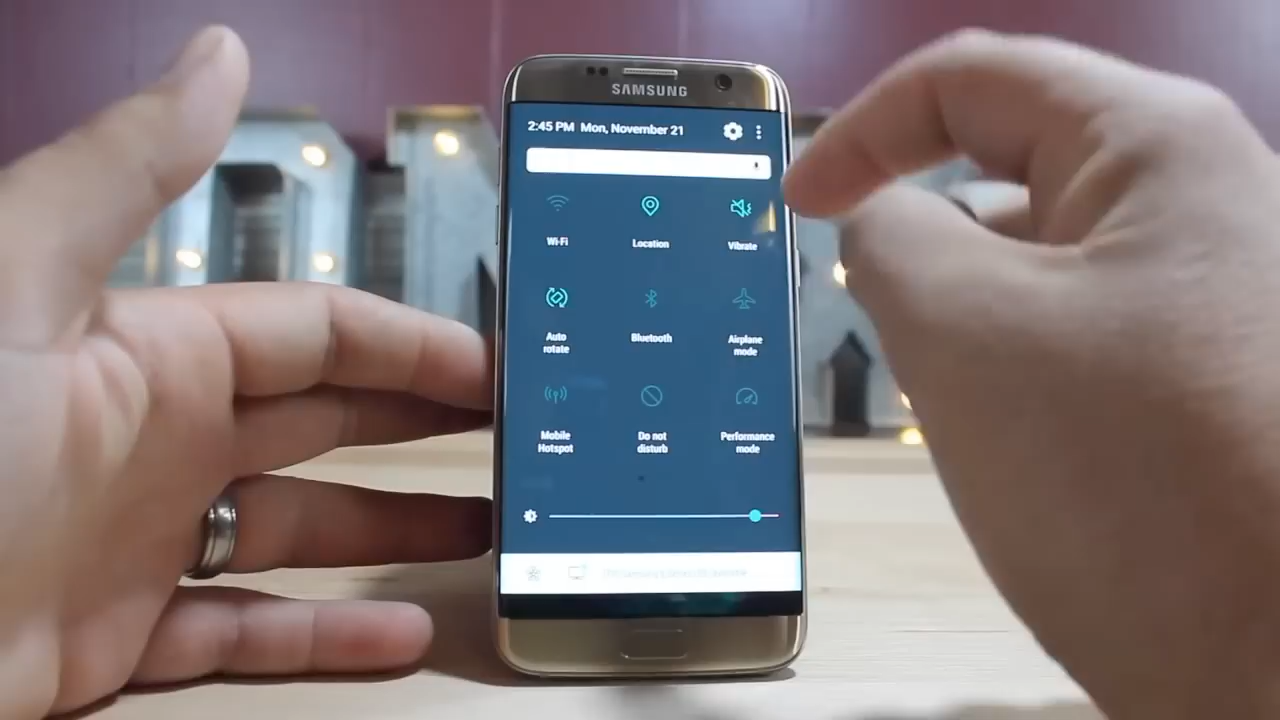 SAMSUNG
2:45 PM Mon, November 21
Wi-Fi
Location
Vibrate
Auto
rotate
Bluetooth
Airplane
mode
Mobile
Hotspot
Do not
disturb
Performance
mode